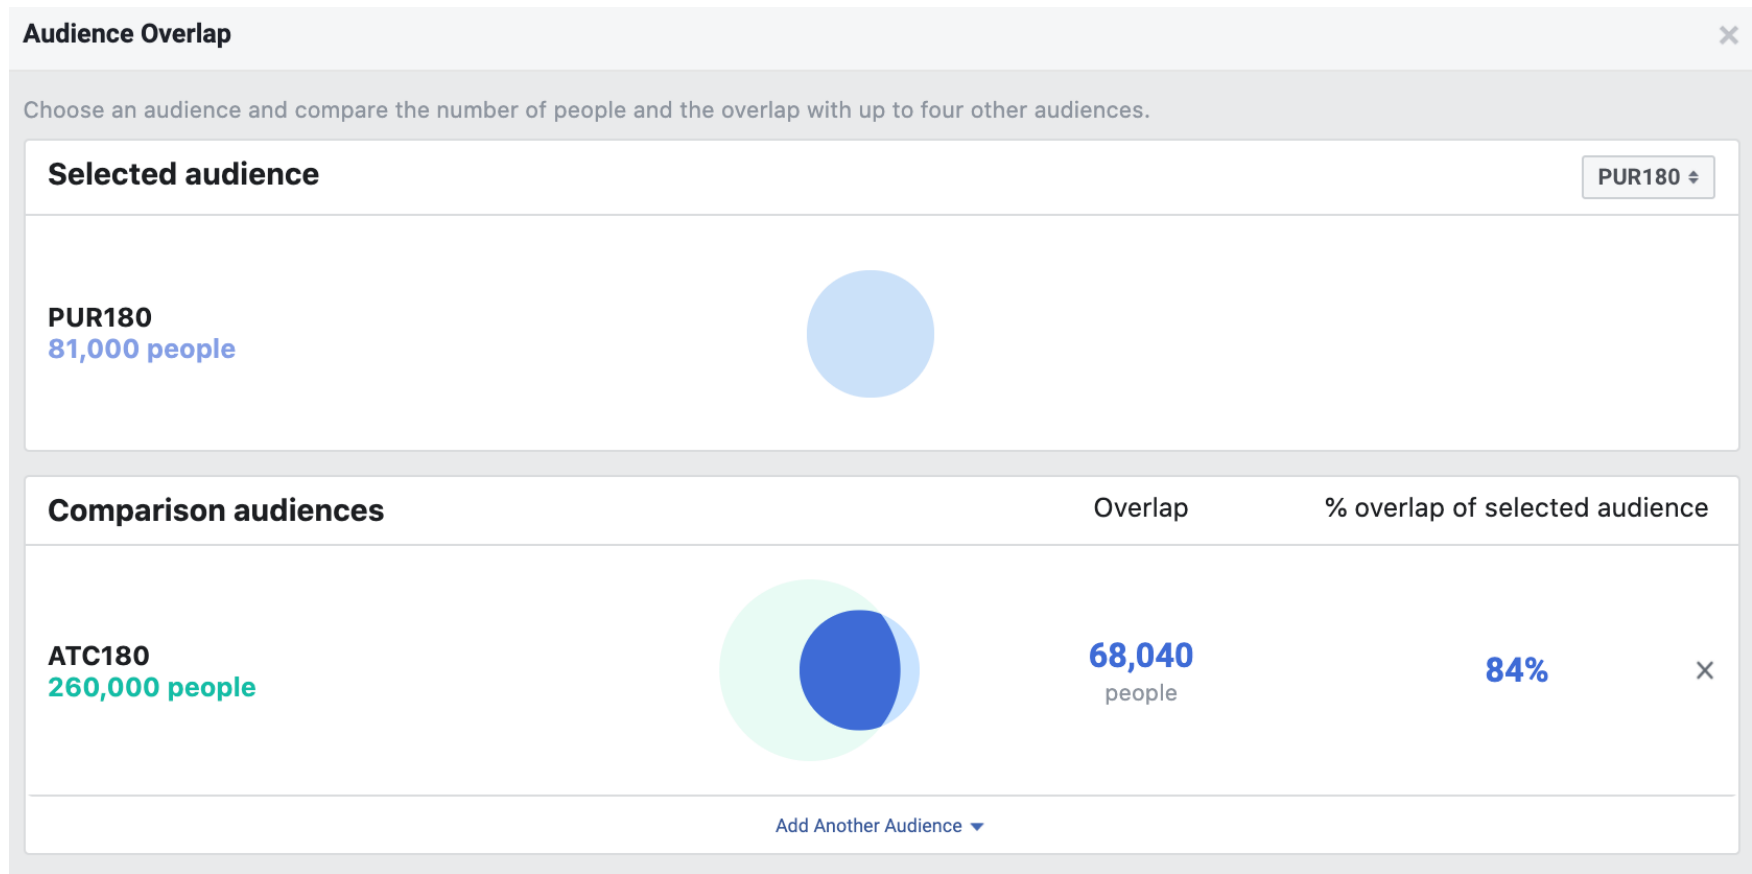 Audience Overlap
Choose an audience and compare the number of people and the overlap with up to four other audiences.
Selected audience
PUR180
PUR180
81,000 people
Comparison audiences
Overlap
% overlap of selected audience
ATC180
260,000 people
68,040
people
84%
Add Another Audience